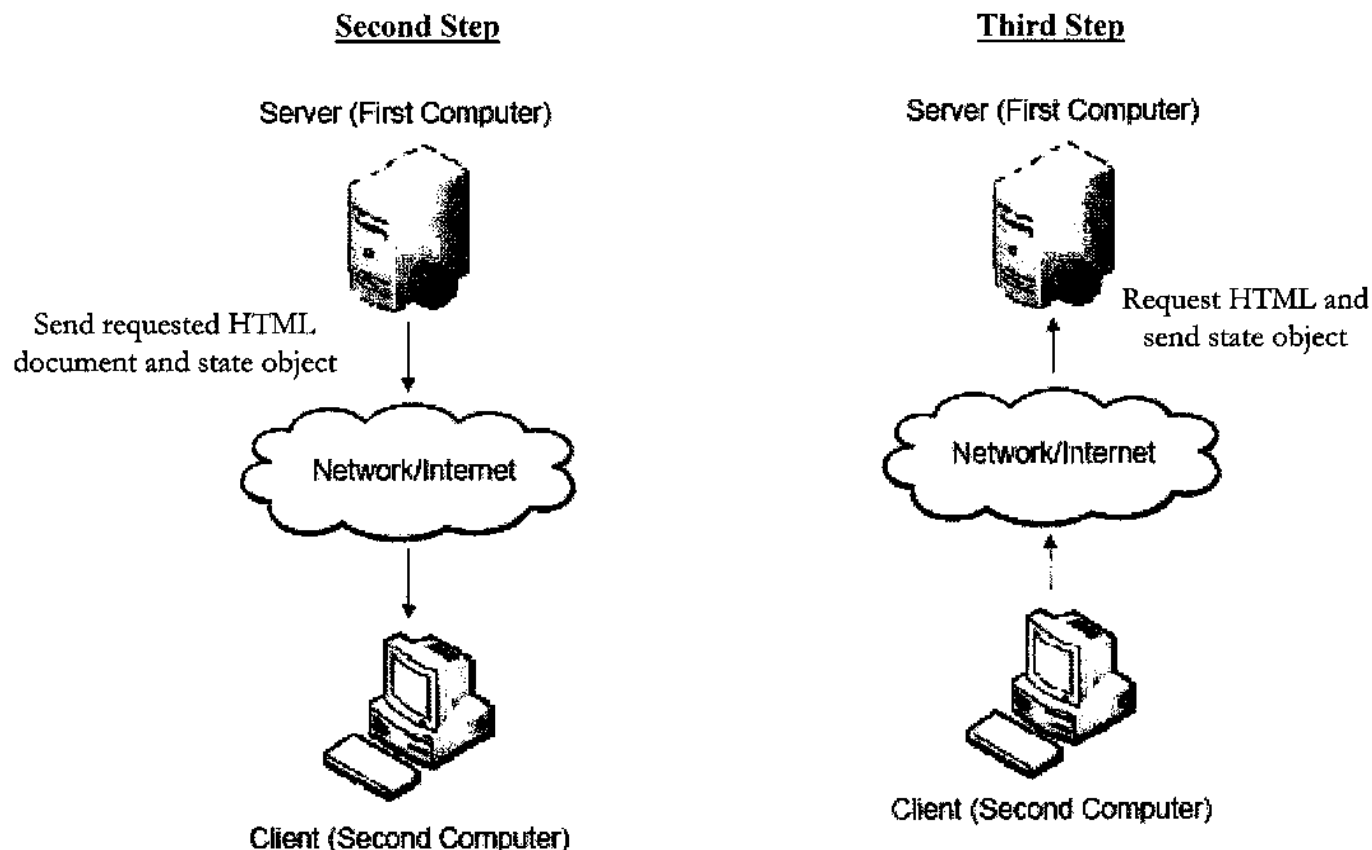 Second Step
Server (First Computer)
Send requested HTML
document and state object
Network/Internet
Client (Second Computer)
Third Step
Server (First Computer)
Request HTML and
send state object
Network/Internet
Client (Second Computer)